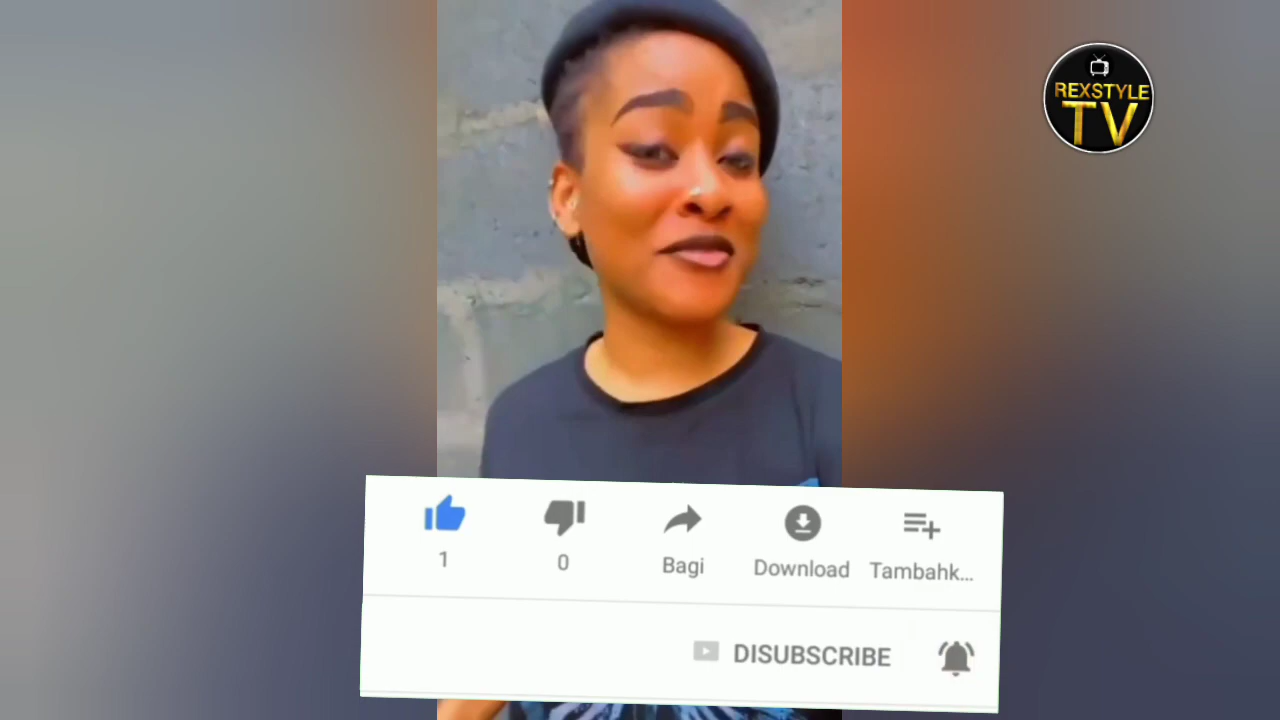 REXSTYLE
TV
1
0
Bagi
Download
Tambahk...
DISUBSCRIBE